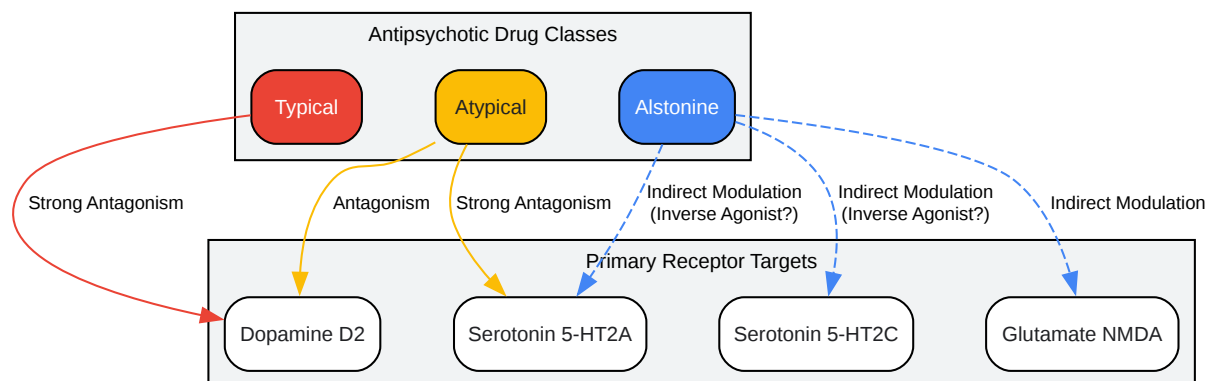 Antipsychotic Drug Classes
Typical
Atypical
Alstonine
Strong Antagonism
Antagonism
Strong Antagonism
Indirect Modulation
(Inverse Agonist?)
Indirect Modulation
(Inverse Agonist?)
Indirect Modulation
Primary Receptor Targets
Dopamine D2
Serotonin 5-HT2A
Serotonin 5-HT2C
Glutamate NMDA